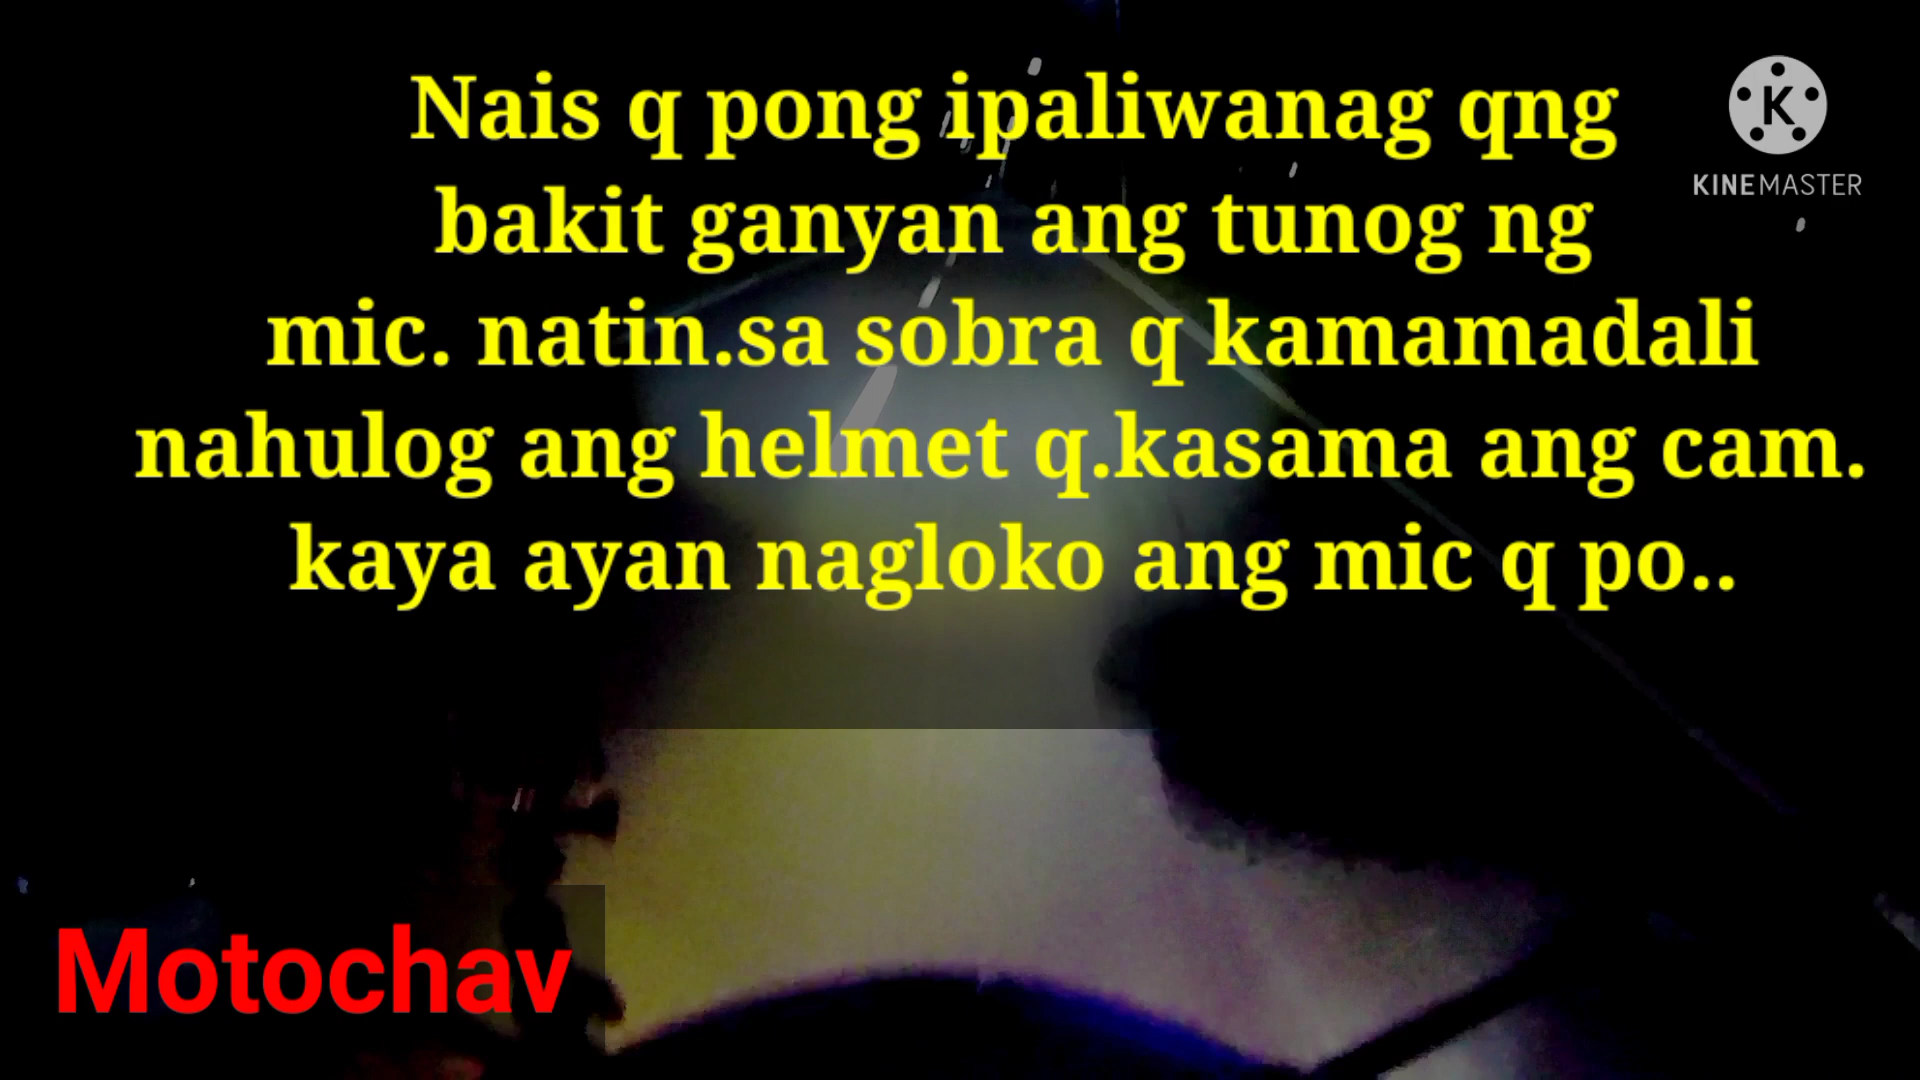 Nais q pong ipaliwanag qng
bakit ganyan ang tunog ng
mic. natin.sa sobra q kamamadali
nahulog ang helmet q.kasama ang cam.
kaya ayan nagloko ang mic q po..
K
KINEMASTER
Motochav